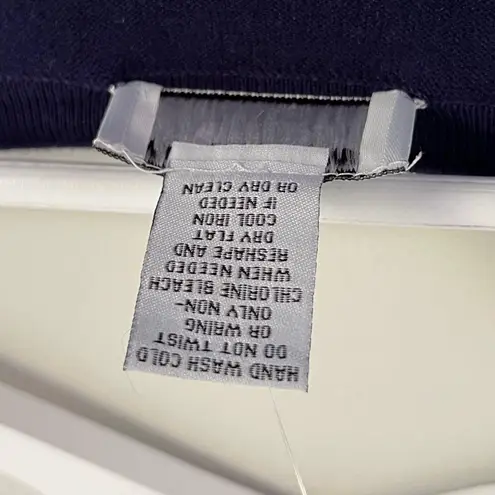 HAND WASH COLD
DO NOT TWIST
OR WRING
ONLY NON-
CHLORINE BLEACH
WHEN NEEDED
RESHAPE AND
DRY FLAT
COOL IRON
IF NEEDED
OR DRY CLEAN